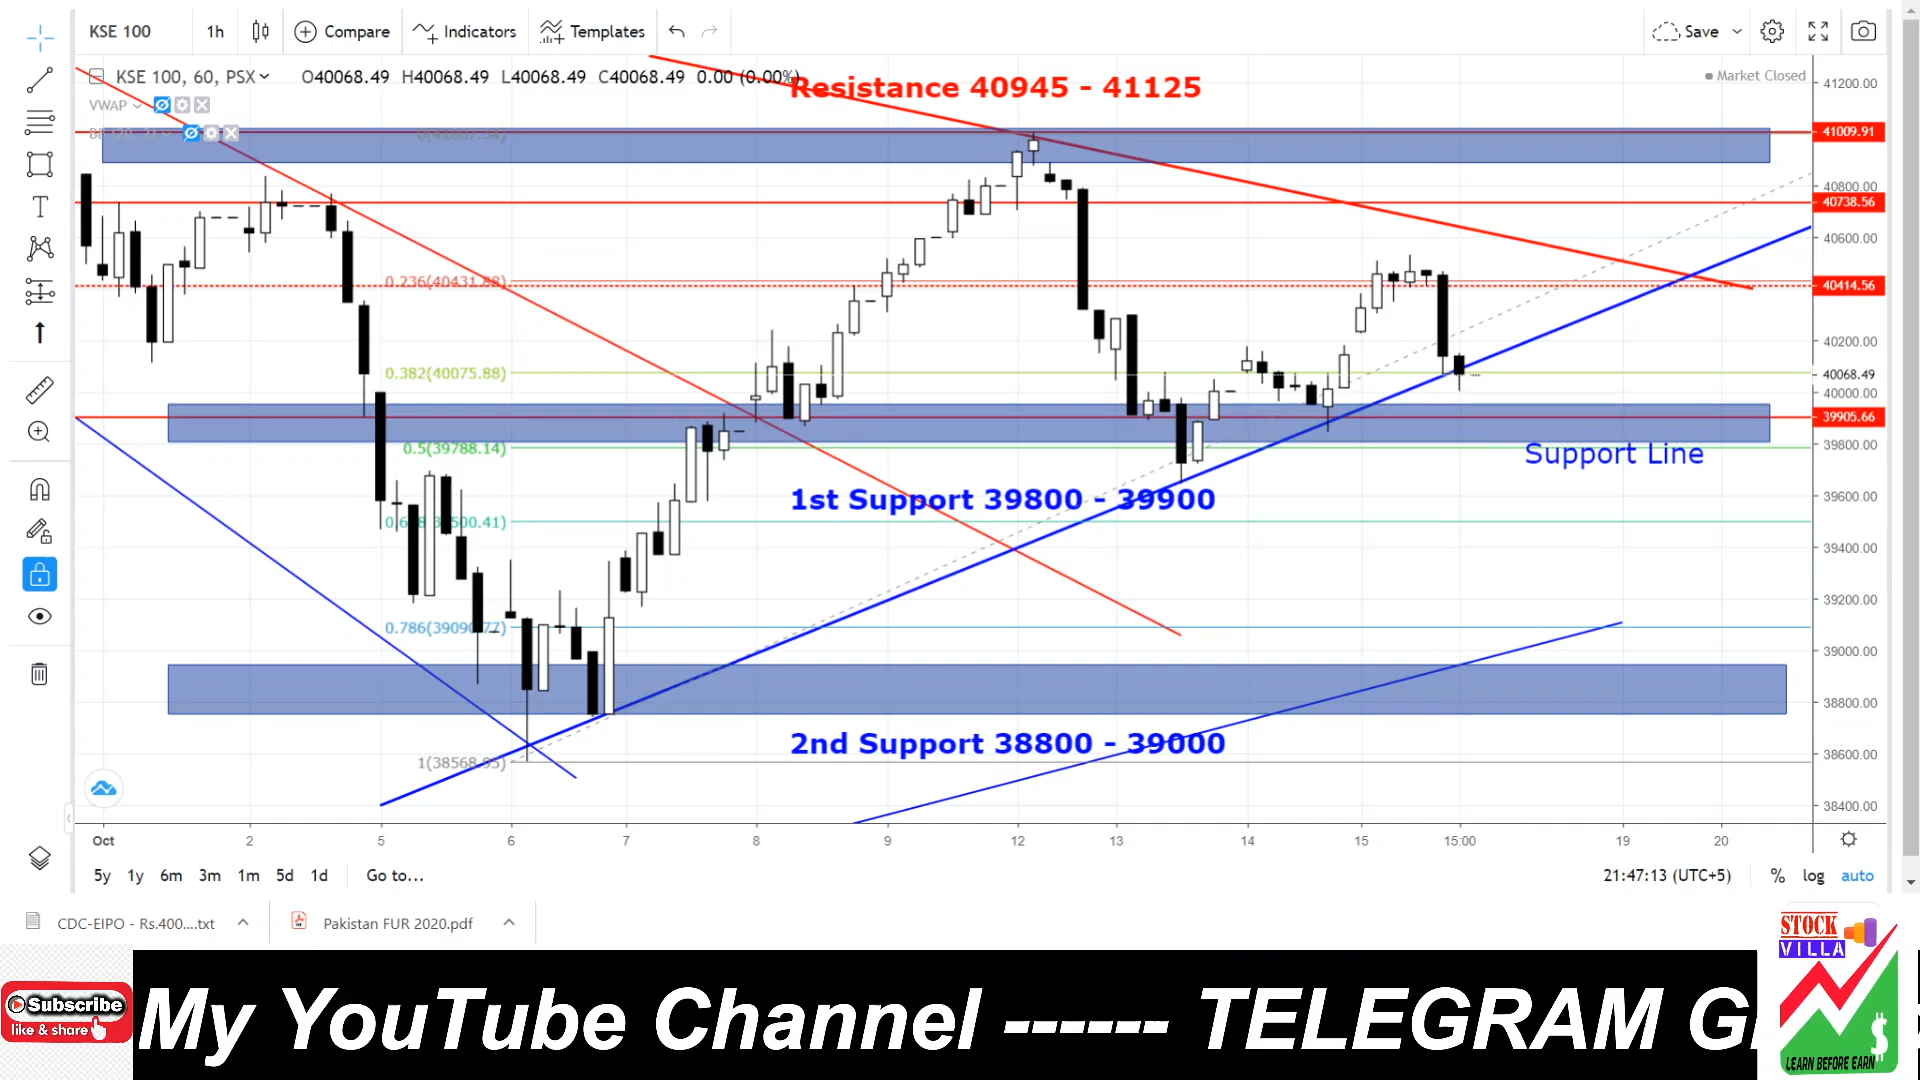 KSE 100 1h Compare Indicators Templates Save
KSE 100, 60, PSX O40068.49 H40068.49 L40068.49 C40068.49 0.00 (0.00%)
Resistance 40945 - 41125
Market Closed
VWAP
41200.00
41009.91
40800.00
40738.56
40600.00
0.236(40431.88)
40414.56
40200.00
0.382(40075.88)
40068.49
40000.00
39905.66
39800.00
0.5(39788.14)
Support Line
1st Support 39800 - 39900
39600.00
39400.00
39200.00
0.786(39090.77)
39000.00
38800.00
2nd Support 38800 - 39000
38600.00
1(38568.95)
38400.00
Oct 2 5 6 7 8 9 12 13 14 15 15:00 19 20
5y 1y 6m 3m 1m 5d 1d Go to... 21:47:13 (UTC+5) % log auto
CDC-EIPO - Rs.400....txt Pakistan FUR 2020.pdf
STOCK
VILLA
Subscribe
like & share
My YouTube Channel ------ TELEGRAM G
$
LEARN BEFORE EARN